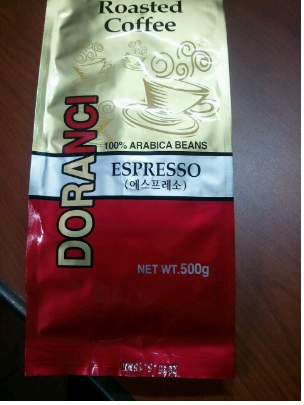 Roasted
Coffee
DORANCI
100% ARABICA BEANS
ESPRESSO
(에스프레소)
NET WT.500g